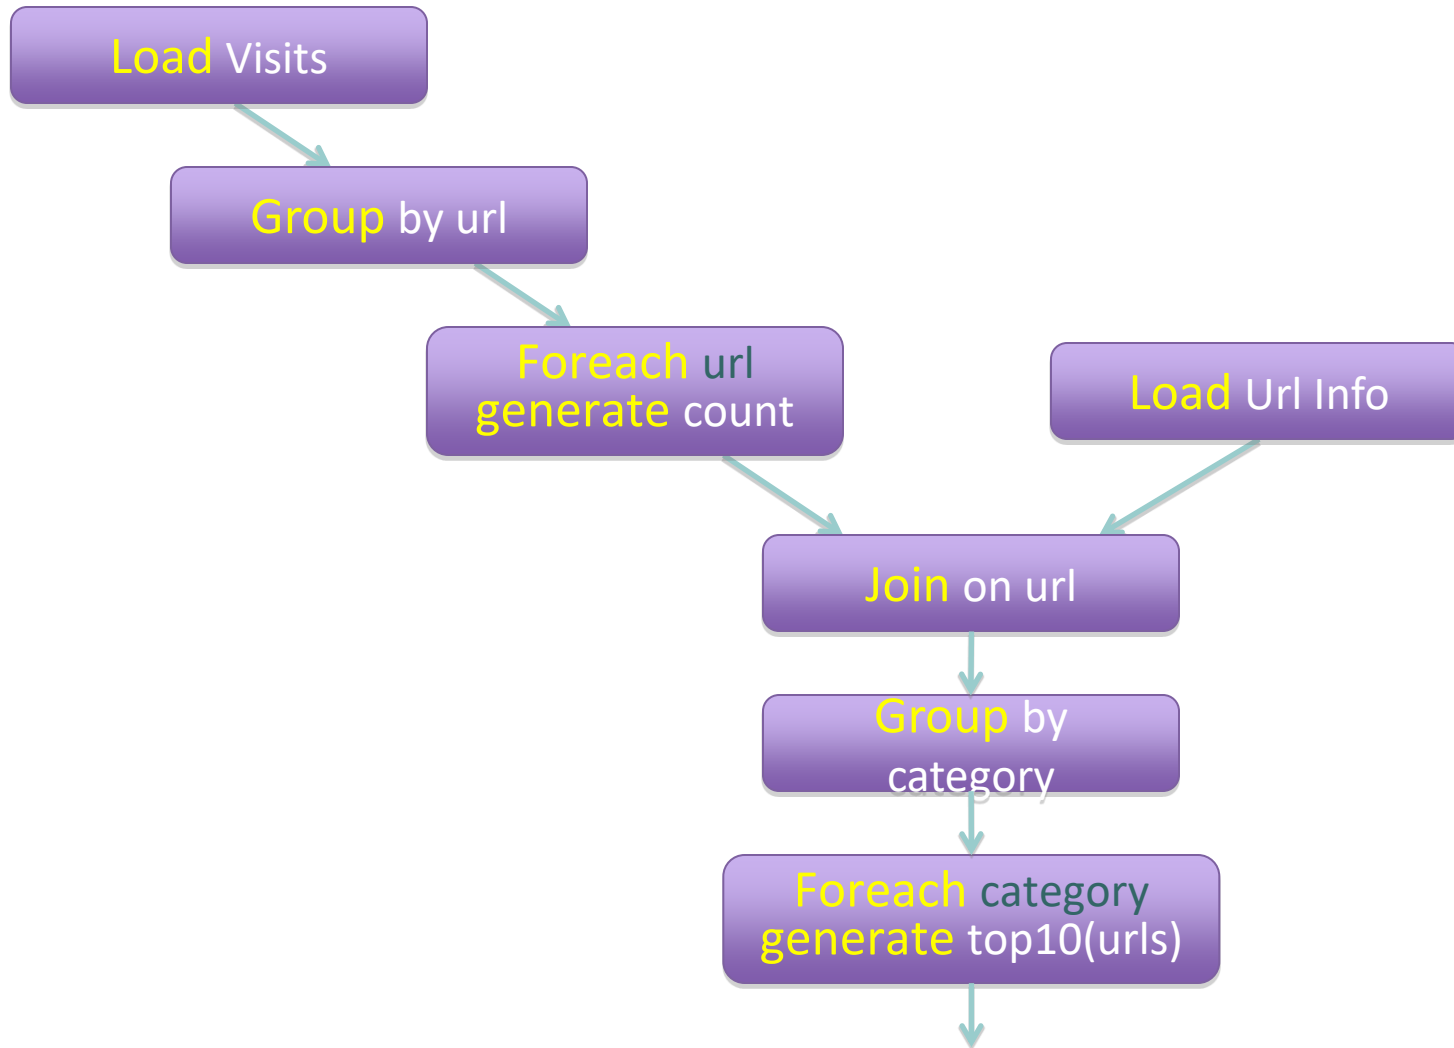 Load Visits
Group by url
Foreach url
generate count
Load Url Info
Join on url
Group by
category
Foreach category
generate top10(urls)